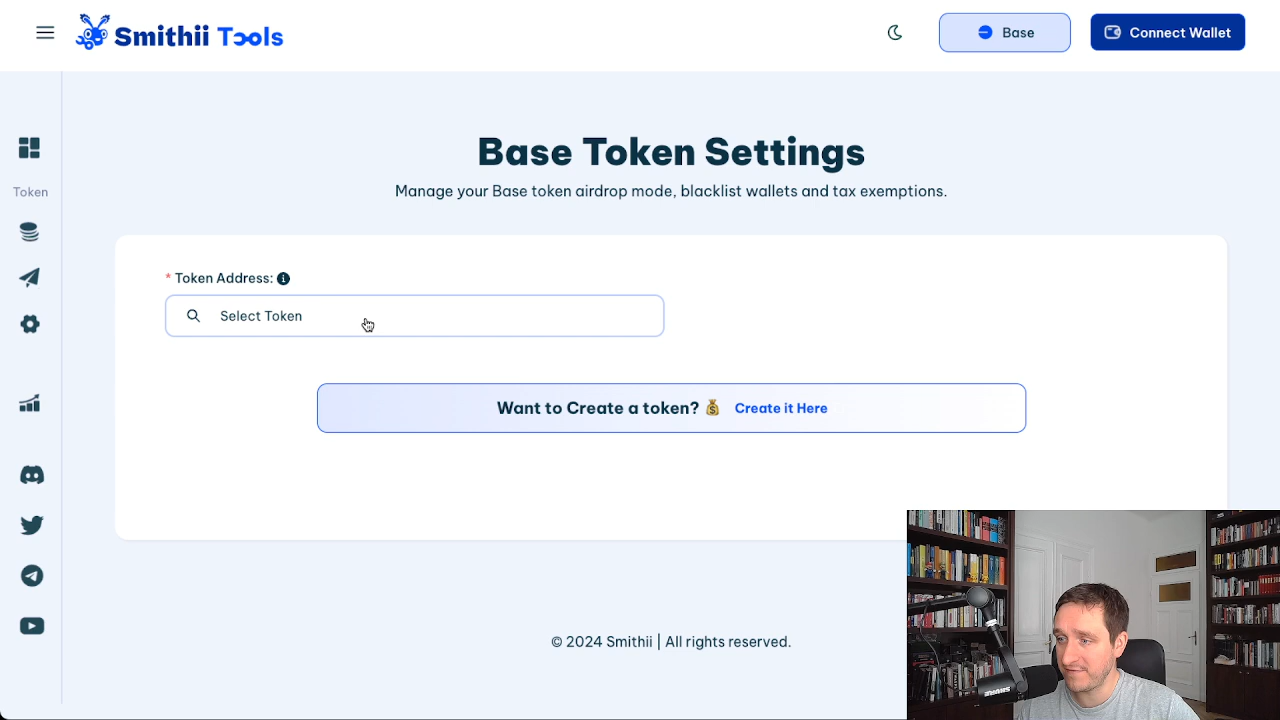 Smithii Tools
Base
Connect Wallet
Token
Base Token Settings
Manage your Base token airdrop mode, blacklist wallets and tax exemptions.
* Token Address:
Select Token
Want to Create a token? 💰 Create it Here
© 2024 Smithii | All rights reserved.